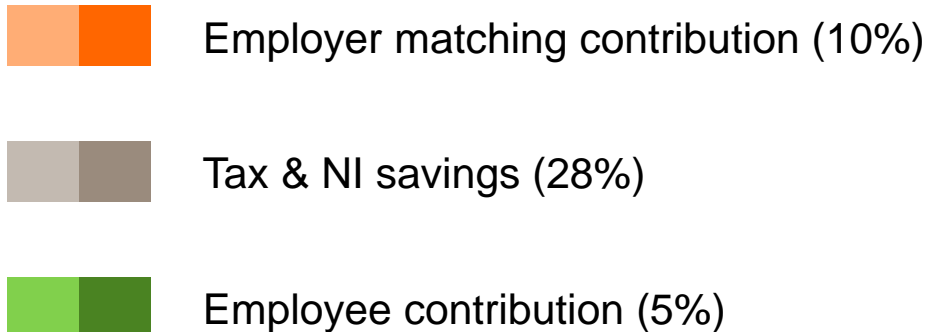 Employer matching contribution (10%)
Tax & NI savings (28%)
Employee contribution (5%)